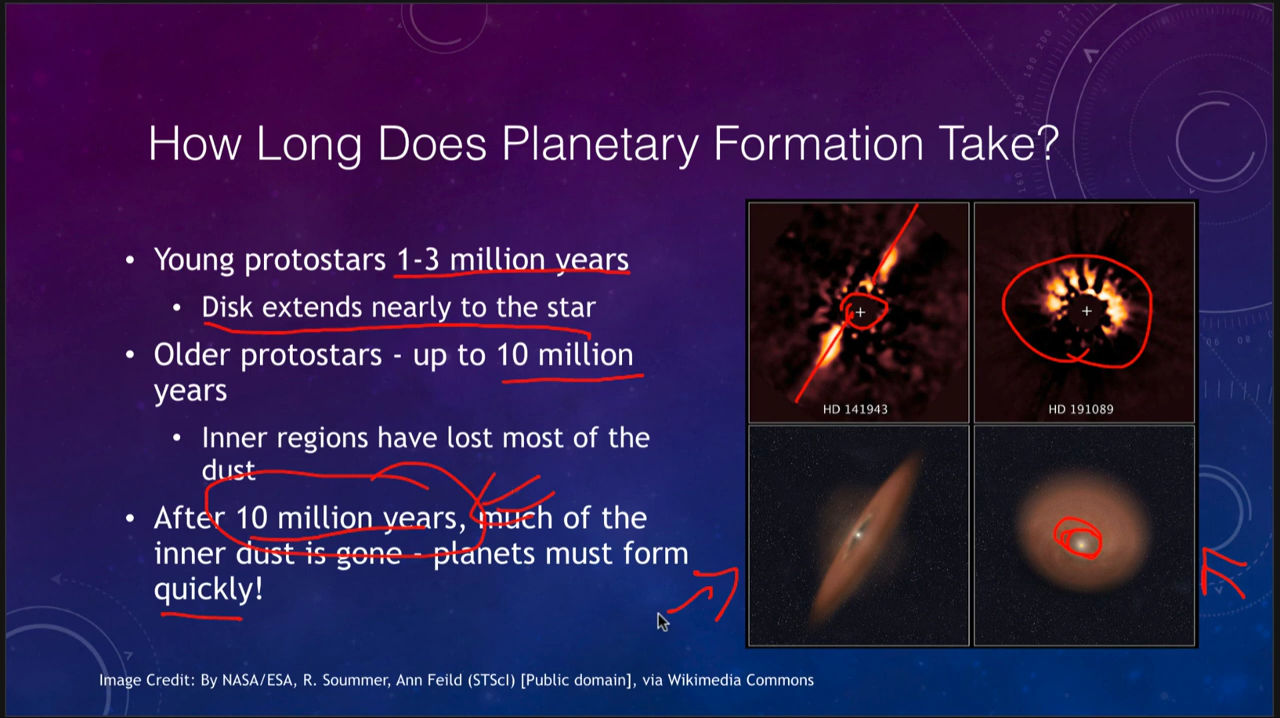 How Long Does Planetary Formation Take?
• Young protostars 1-3 million years
• Disk extends nearly to the star
• Older protostars - up to 10 million
years
• Inner regions have lost most of the
dust
• After 10 million years, much of the
inner dust is gone - planets must form
quickly!
HD 141943
HD 191089
Image Credit: By NASA/ESA, R. Soummer, Ann Feild (STScI) [Public domain], via Wikimedia Commons